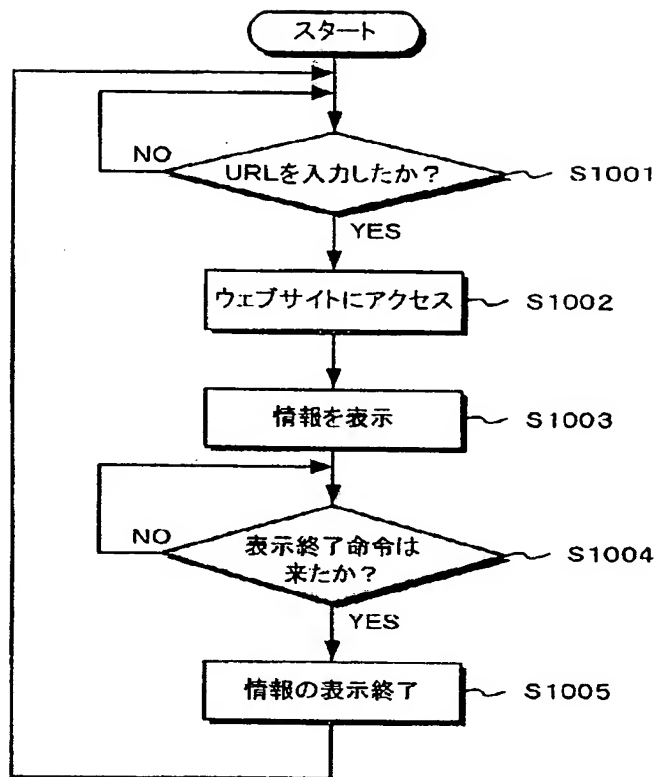 スタート
NO
URLを入力したか?
S1001
YES
ウェブサイトにアクセス
S1002
情報を表示
S1003
NO
表示終了命令は
来たか?
S1004
YES
情報の表示終了
S1005